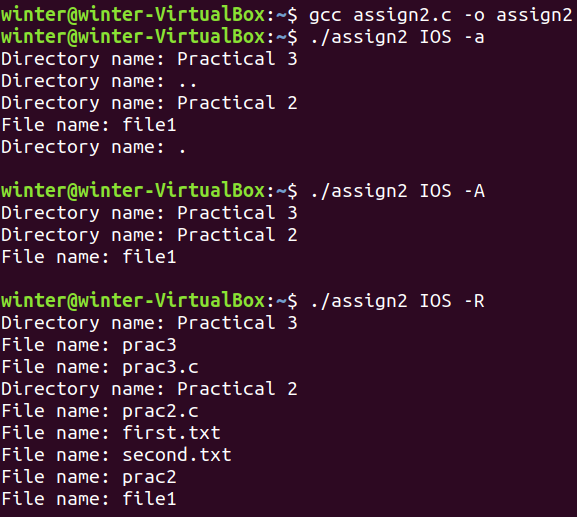 winter@winter-VirtualBox:~$ gcc assign2.c -o assign2
winter@winter-VirtualBox:~$ ./assign2 IOS -a
Directory name: Practical 3
Directory name: ..
Directory name: Practical 2
File name: file1
Directory name: .
winter@winter-VirtualBox:~$ ./assign2 IOS -A
Directory name: Practical 3
Directory name: Practical 2
File name: file1
winter@winter-VirtualBox:~$ ./assign2 IOS -R
Directory name: Practical 3
File name: prac3
File name: prac3.c
Directory name: Practical 2
File name: prac2.c
File name: first.txt
File name: second.txt
File name: prac2
File name: file1